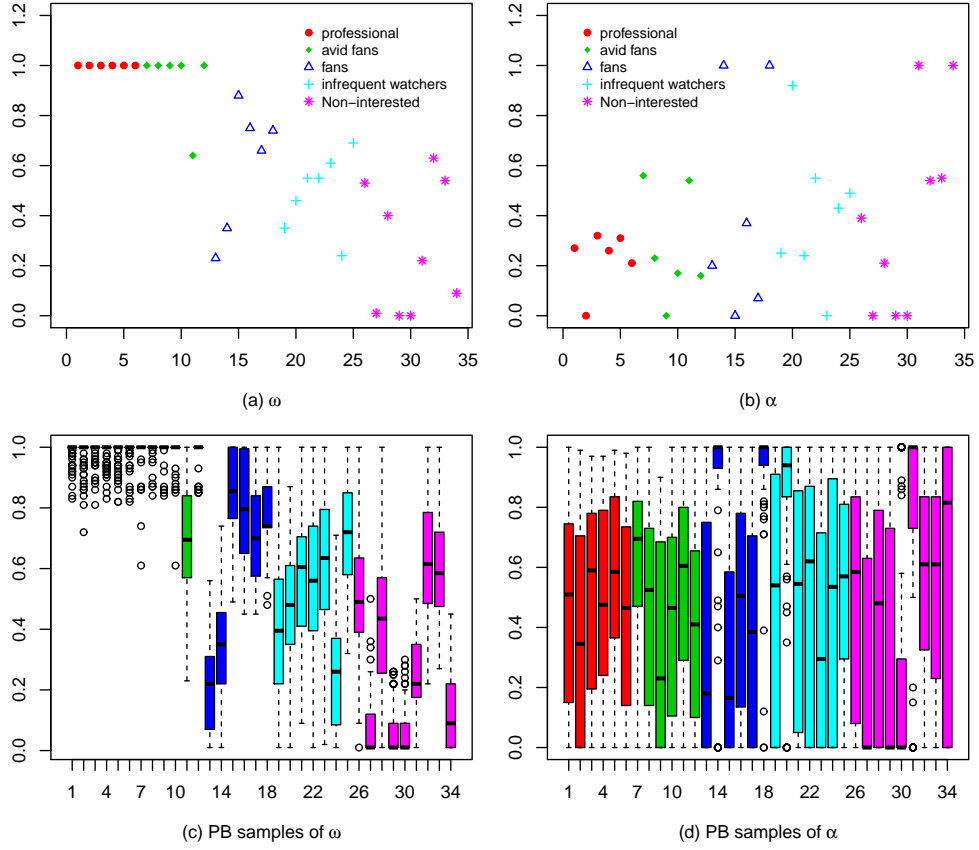 1.2
1.0
0.8
0.6
0.4
0.2
0.0
professional
avid fans
fans
infrequent watchers
Non−interested
0 5 10 15 20 25 30 35
(a) ω
1.2
1.0
0.8
0.6
0.4
0.2
0.0
professional
avid fans
fans
infrequent watchers
Non−interested
0 5 10 15 20 25 30 35
(b) α
1.0
0.8
0.6
0.4
0.2
0.0
1 4 7 10 14 18 22 26 30 34
(c) PB samples of ω
1.0
0.8
0.6
0.4
0.2
0.0
1 4 7 10 14 18 22 26 30 34
(d) PB samples of α